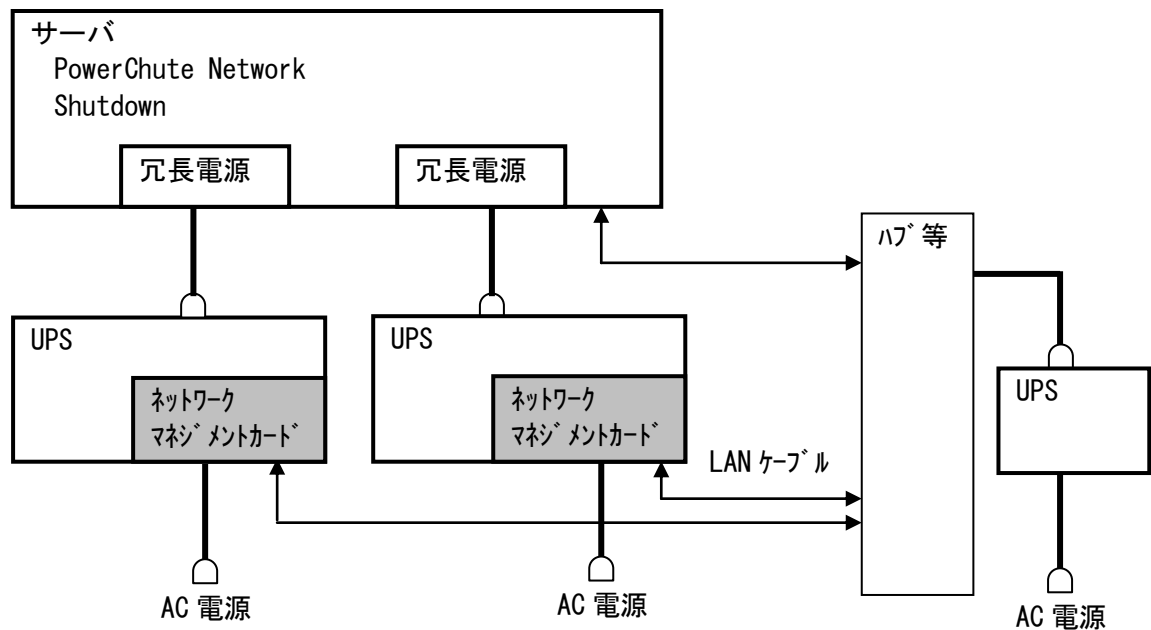 サーバ
PowerChute Network
Shutdown
冗長電源
冗長電源
ﾊﾌﾞ等
UPS
UPS
UPS
ﾈｯﾄﾜｰｸ
ﾏﾈｼﾞﾒﾝﾄｶｰﾄﾞ
ﾈｯﾄﾜｰｸ
ﾏﾈｼﾞﾒﾝﾄｶｰﾄﾞ
LAN ｹｰﾌﾞﾙ
AC 電源
AC 電源
AC 電源